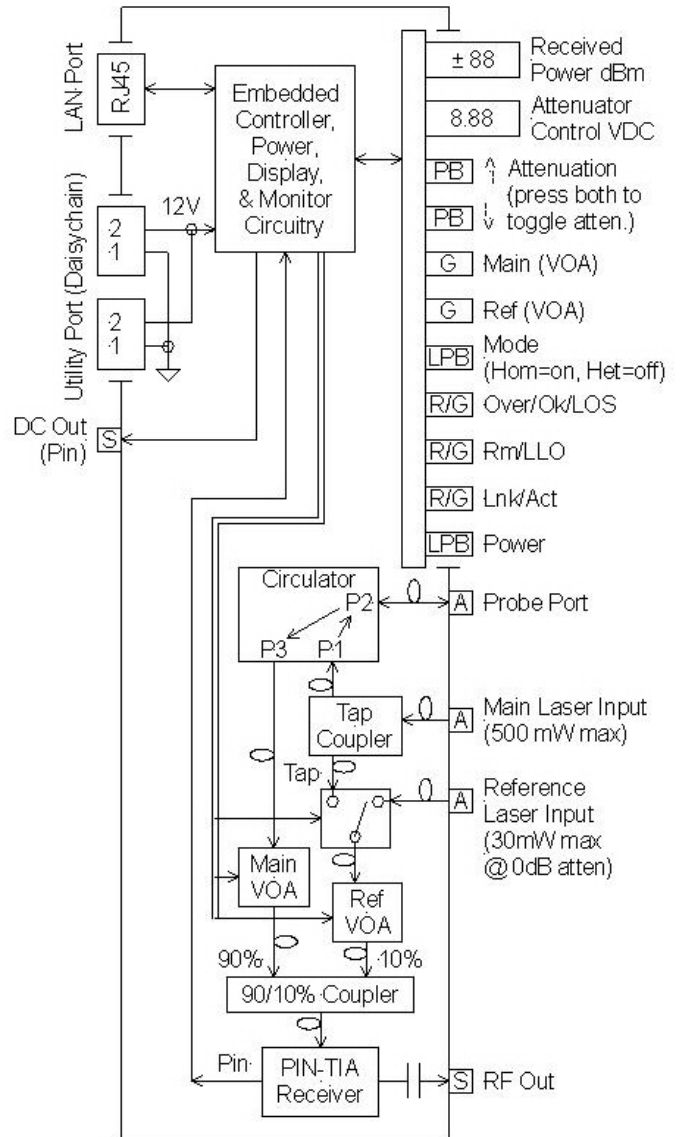 LAN Port
RJ45
Embedded
Controller,
Power,
Display,
& Monitor
Circuitry
± 88
Received
Power dBm
8.88
Attenuator
Control VDC
PB
PB
Attenuation
(press both to
toggle atten.)
G
Main (VOA)
G
Ref (VOA)
LPB
Mode
(Hom=on, Het=off)
R/G
Over/Ok/LOS
R/G
Rm/LLO
R/G
Lnk/Act
LPB
Power
Utility Port (Daisychain)
12V
2
1
2
1
DC Out
(Pin)
S
Circulator
P2
P3
P1
A
Probe Port
Tap
Coupler
A
Main Laser Input
(500 mW max)
Tap
A
Reference
Laser Input
(30mW max
@0dB atten)
Main
VOA
Ref
VOA
90%
10%
90/10% Coupler
Pin
PIN-TIA
Receiver
S
RF Out